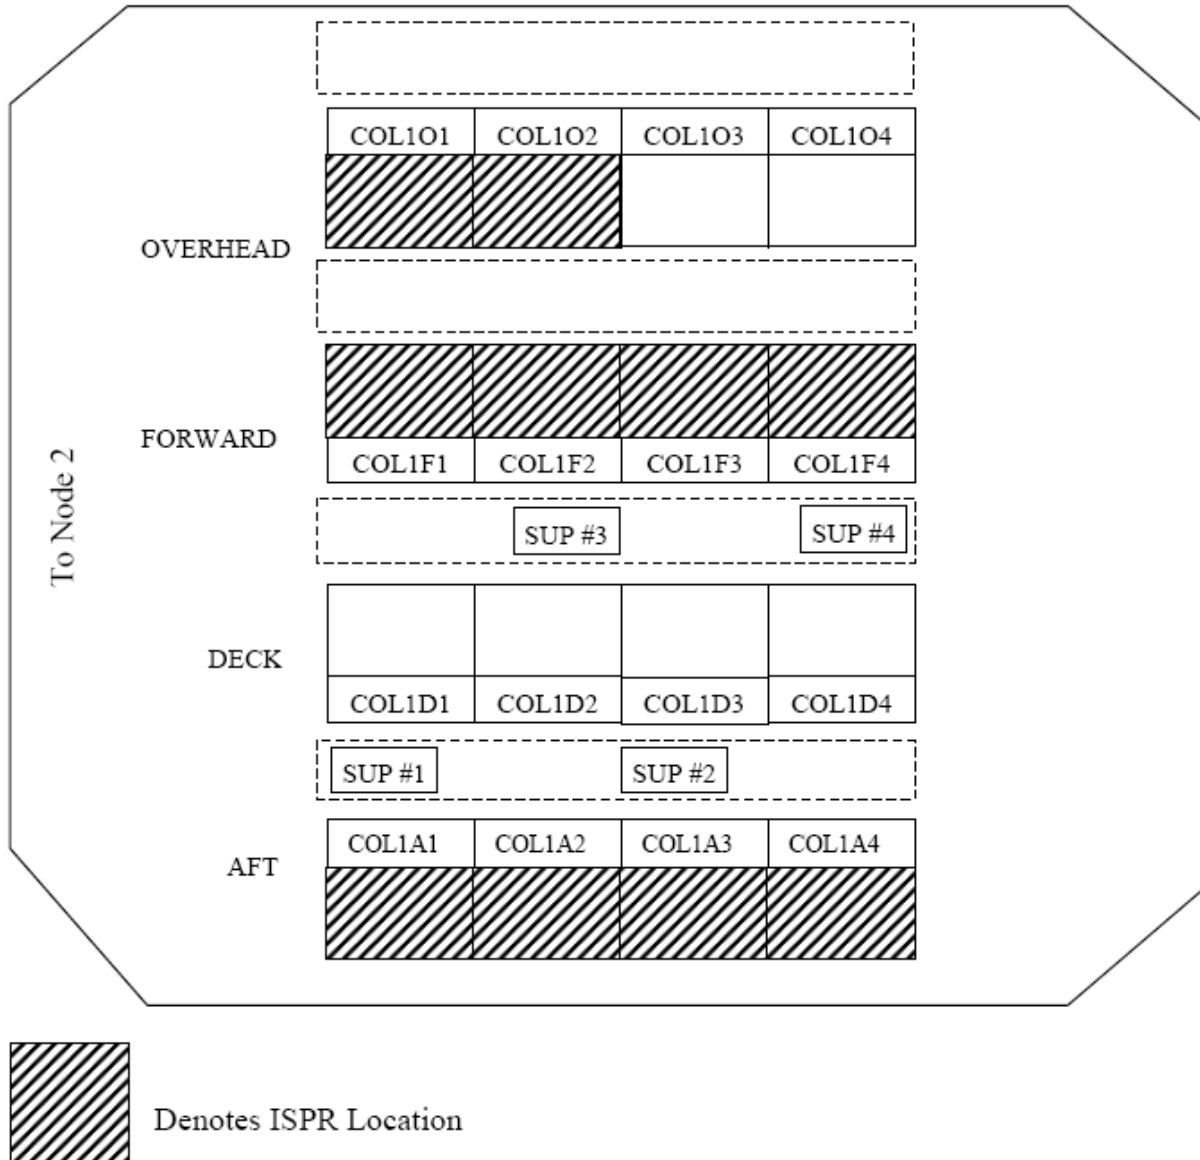 COL1O1 COL1O2 COL1O3 COL1O4
OVERHEAD
FORWARD
COL1F1 COL1F2 COL1F3 COL1F4
To Node 2
SUP #3 SUP #4
DECK
COL1D1 COL1D2 COL1D3 COL1D4
SUP #1 SUP #2
COL1A1 COL1A2 COL1A3 COL1A4
AFT
Denotes ISPR Location